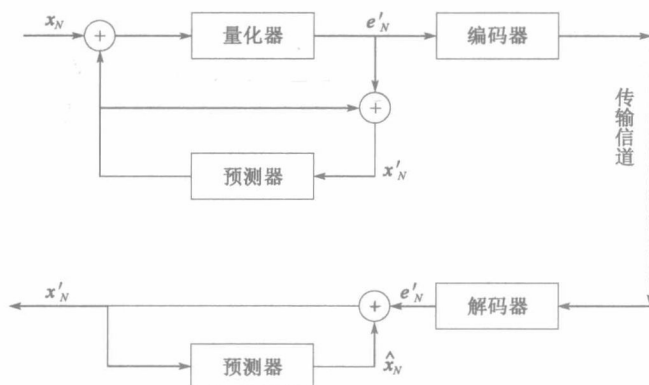 x_N
+
量化器
e'_N
编码器
+
传输信道
预测器
x'_N
x'_N
+
e'_N
解码器
预测器
x̂_N